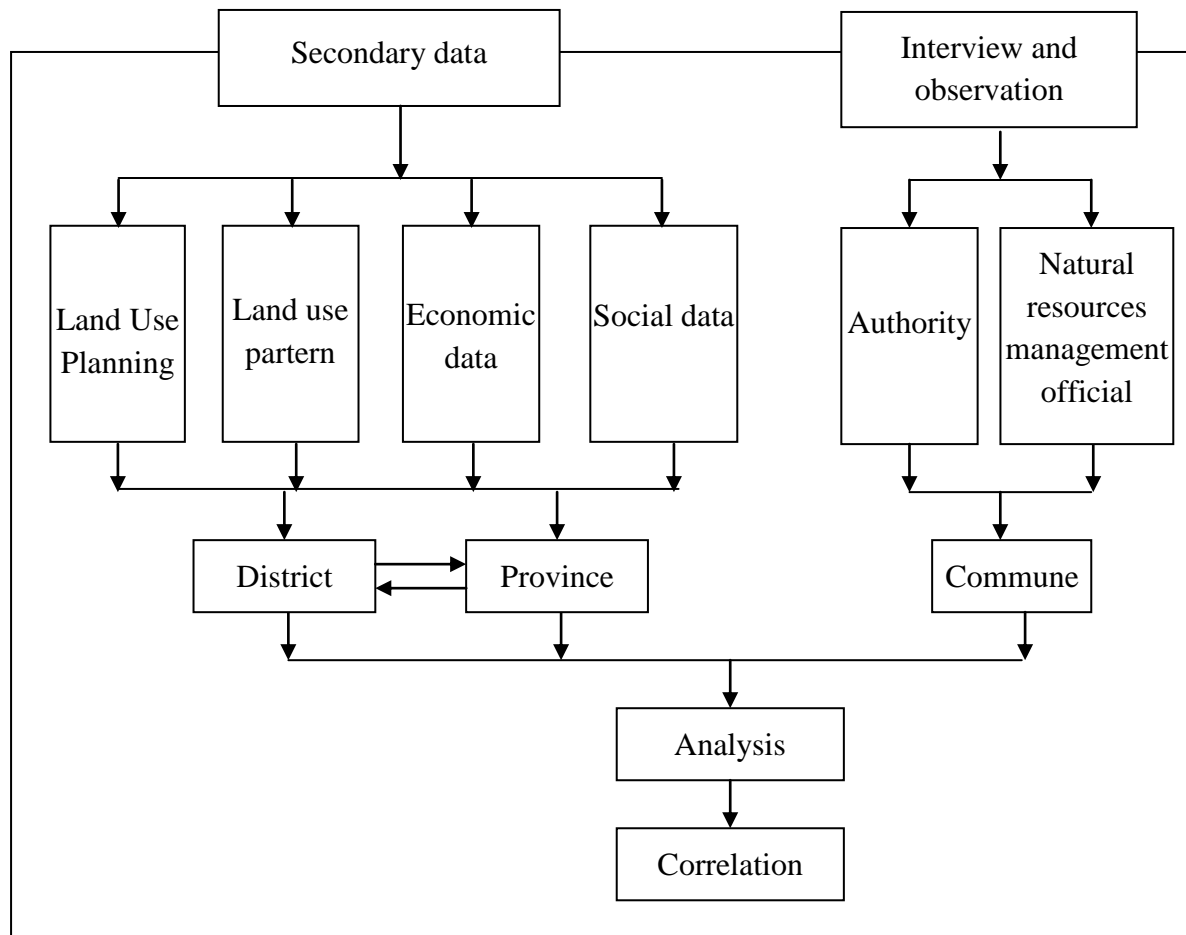 Secondary data
Interview and
observation
Land Use
Planning
Land use
partern
Economic
data
Social data
Authority
Natural
resources
management
official
District
Province
Commune
Analysis
Correlation